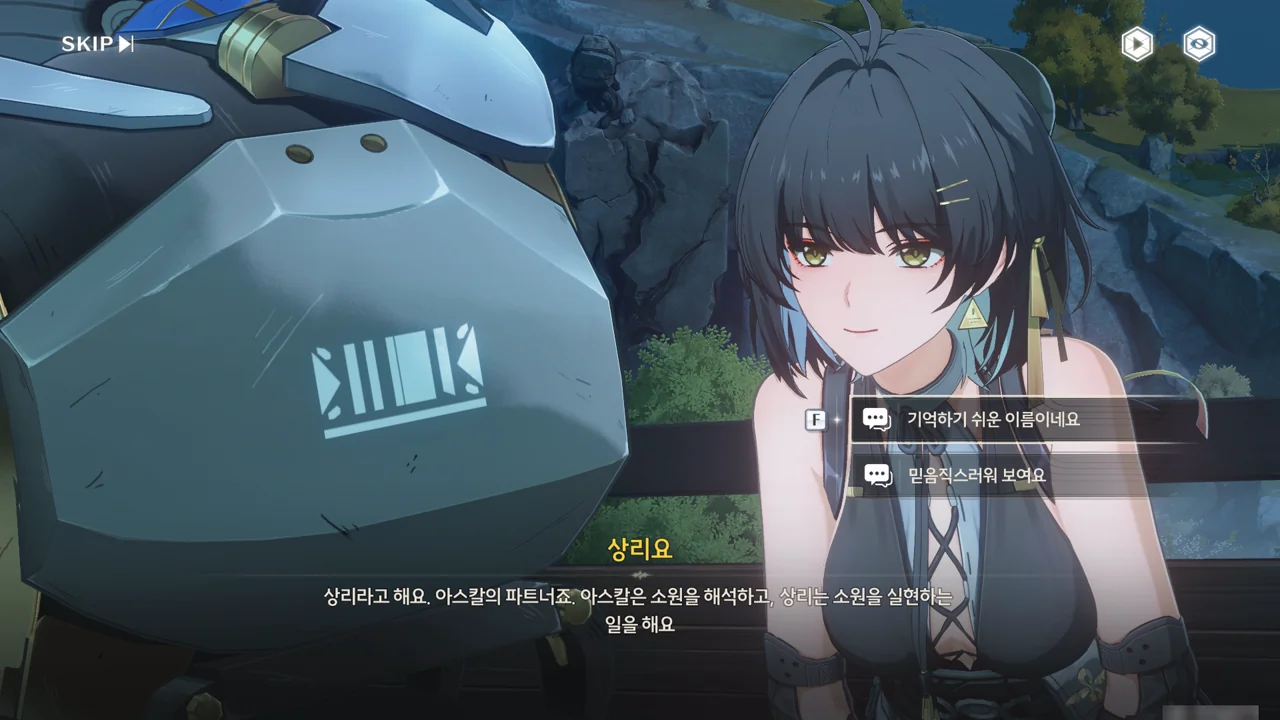 SKIP
F
기억하기 쉬운 이름이네요
믿음직스러워 보여요
상리요
상리라고 해요. 아스칼의 파트너죠. 아스칼은 소원을 해석하고, 상리는 소원을 실현하는
일을 해요